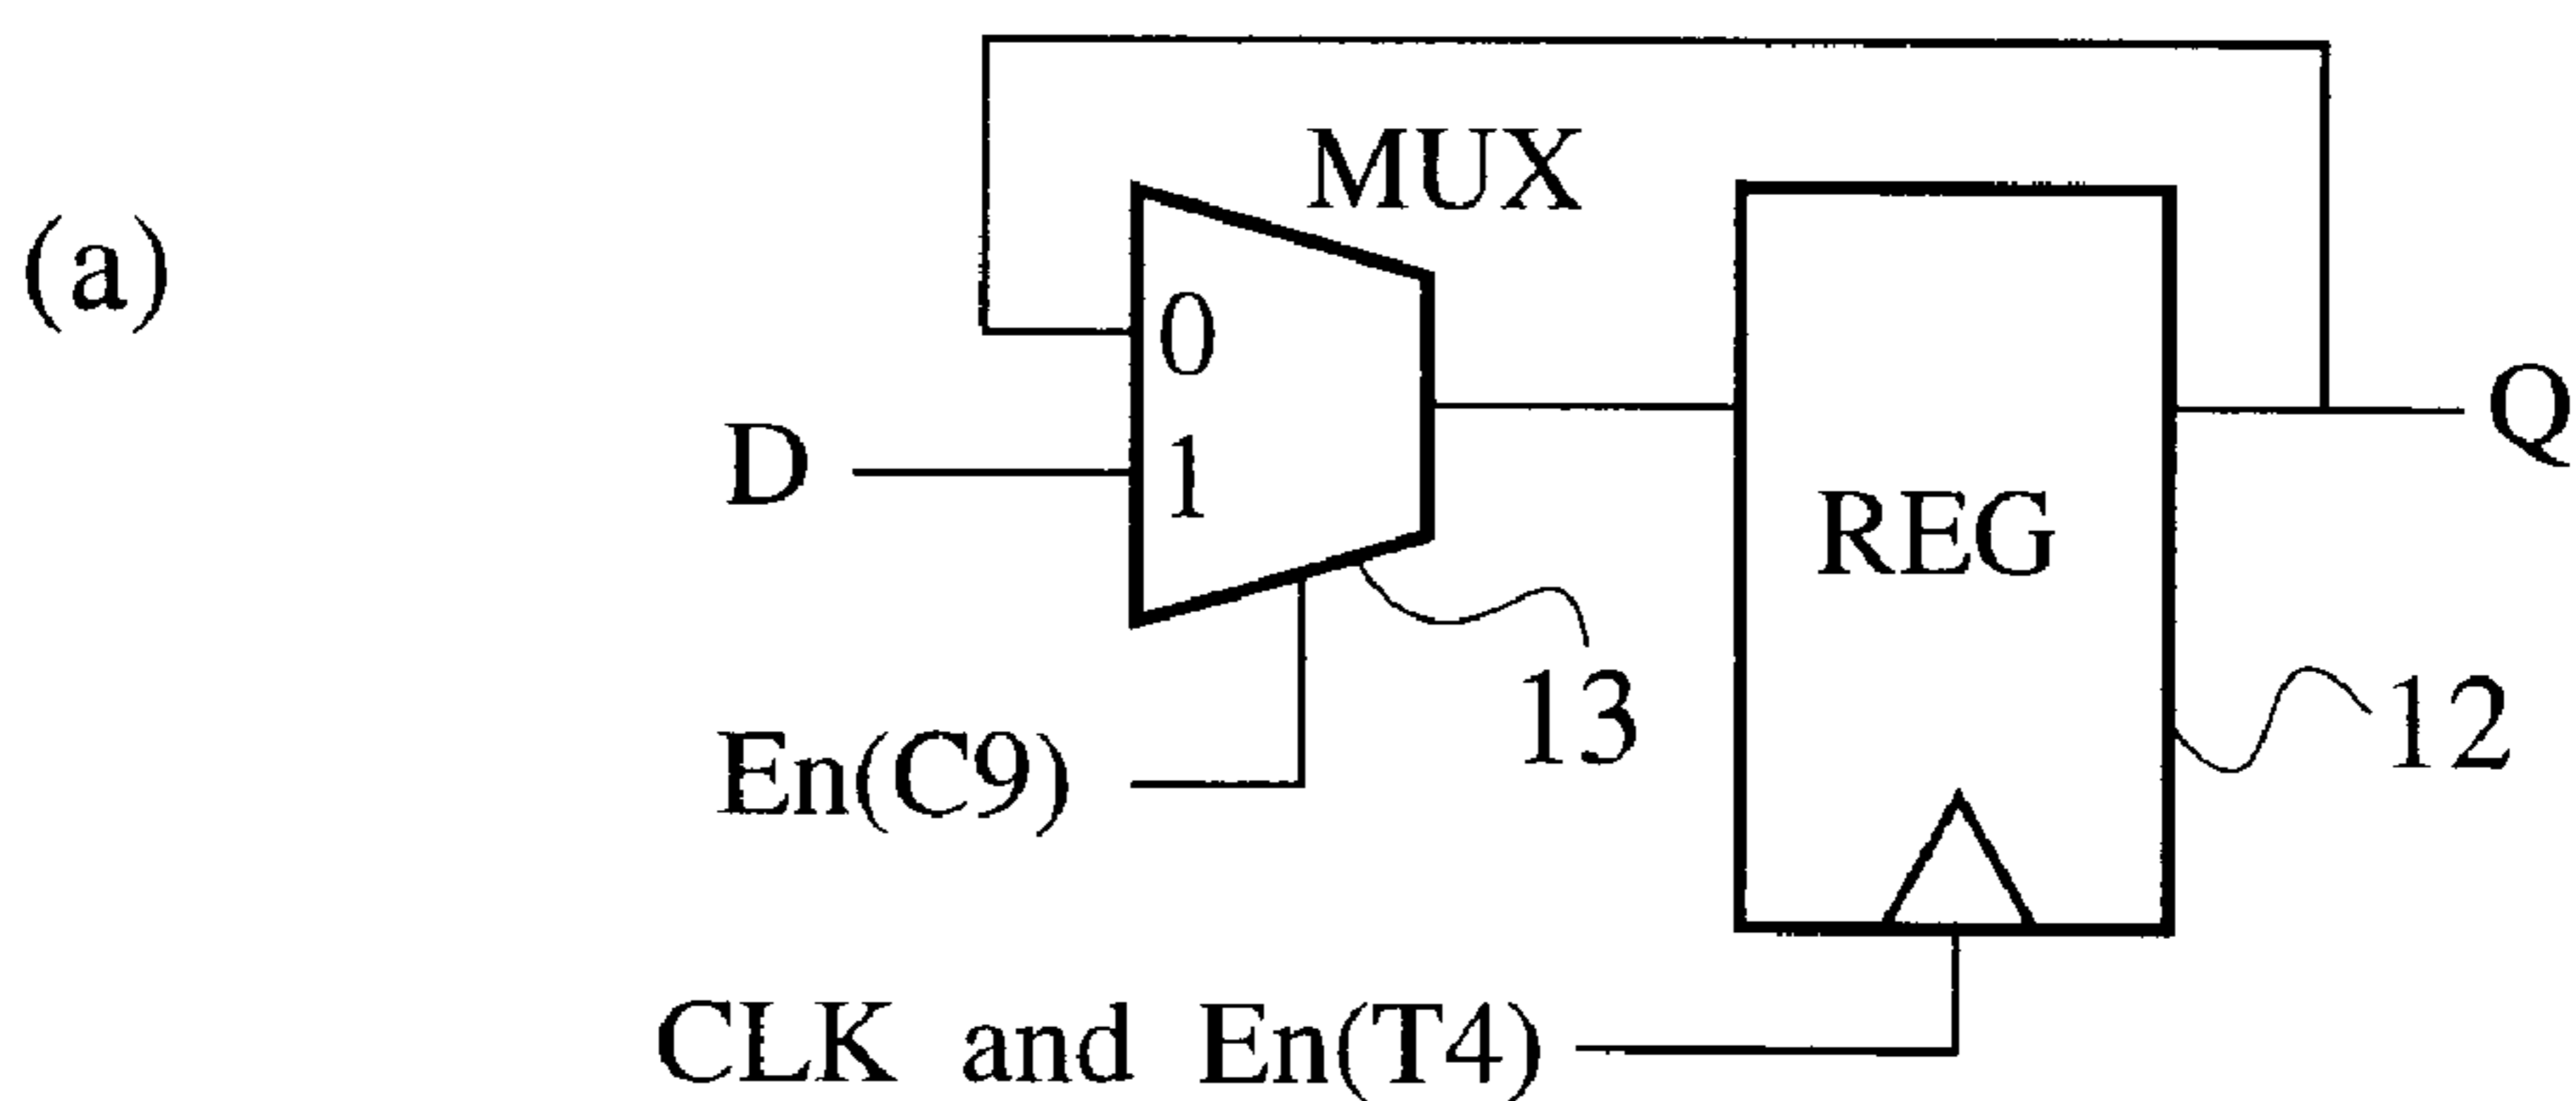 (a)
MUX
0
1
D
Q
REG
13
12
En(C9)
CLK and En(T4)